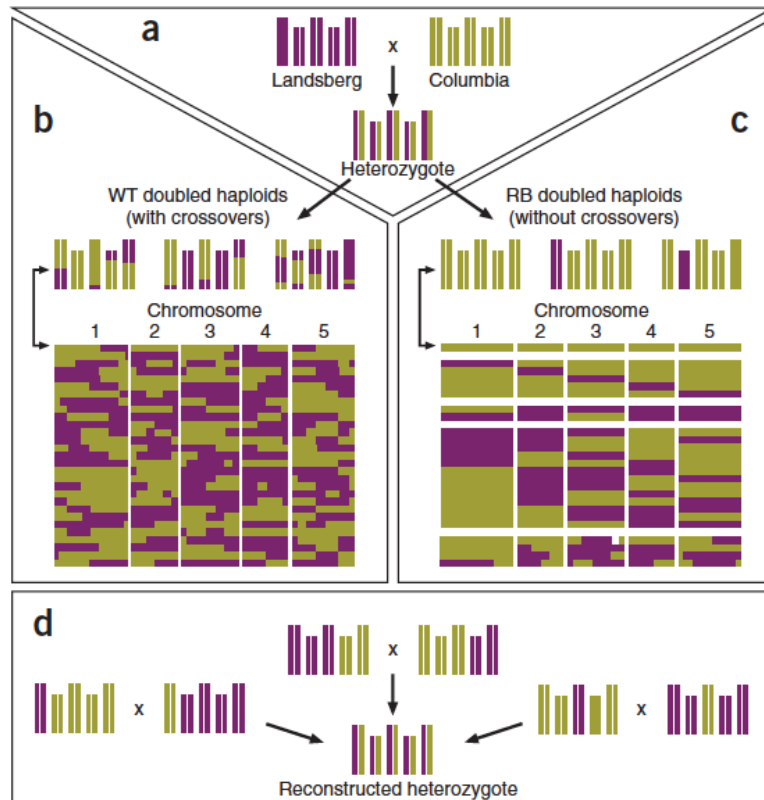 a
x
Landsberg
Columbia
b
c
Heterozygote
WT doubled haploids
(with crossovers)
RB doubled haploids
(without crossovers)
Chromosome
1 2 3 4 5
Chromosome
1 2 3 4 5
d
x
x
x
Reconstructed heterozygote